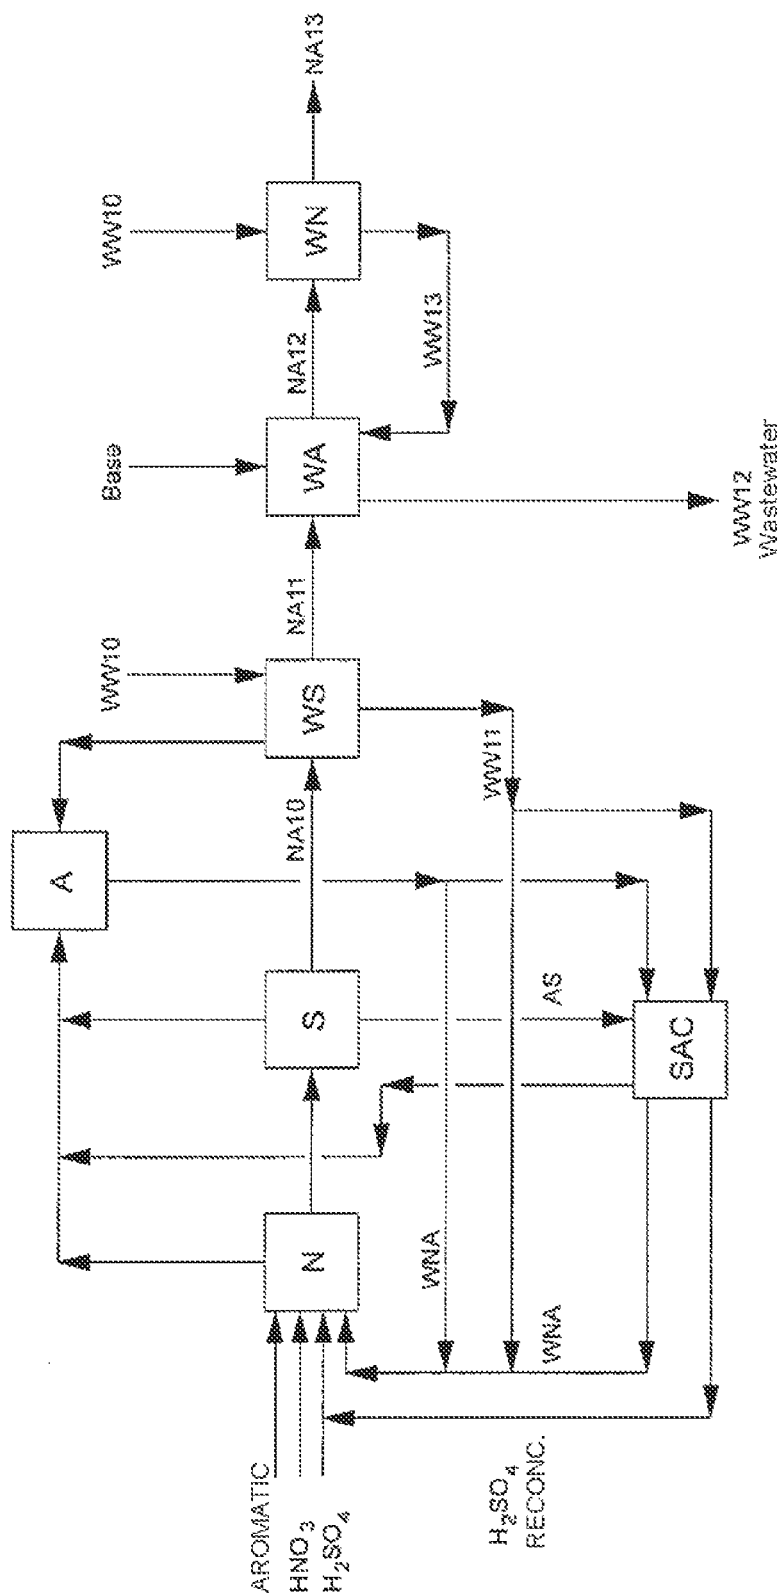 AROMATIC
HNO3
H2SO4
N
S
A
NA10
WW10
WS
NA11
Base
WA
NA12
WW10
WN
NA13
WW13
WW12
Wastewater
WW11
AS
SAC
WNA
WNA
H2SO4
RECONC.